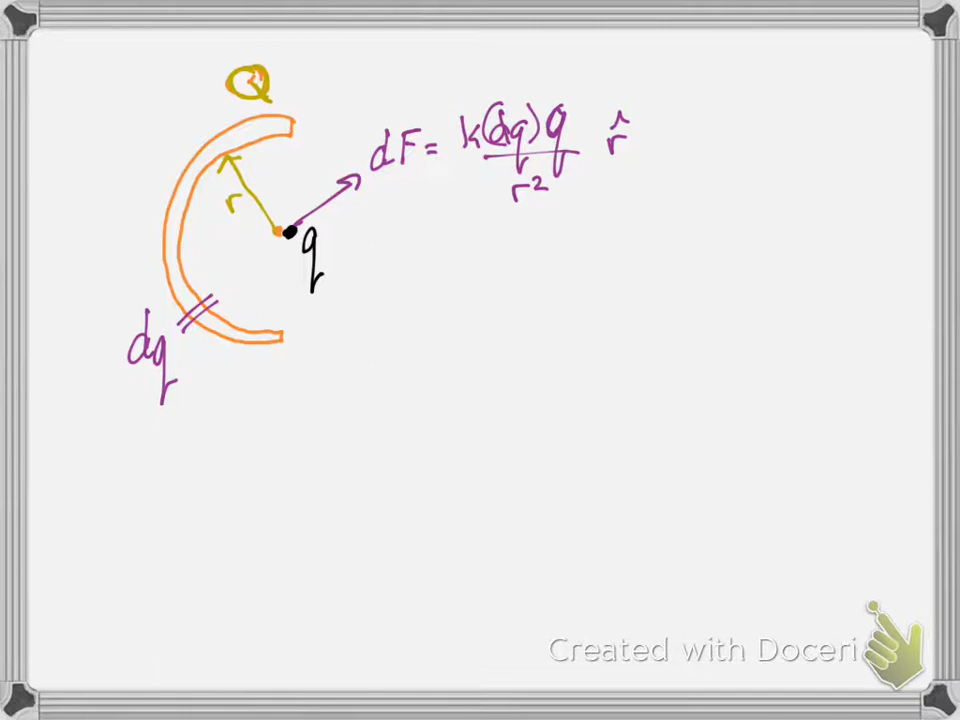 Q
dF = k(dq)q / r² r̂
r
q
dq
Created with Doceri